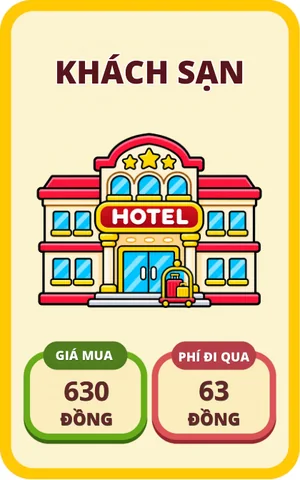 KHÁCH SẠN
HOTEL
GIÁ MUA
630
ĐỒNG
PHÍ ĐI QUA
63
ĐỒNG